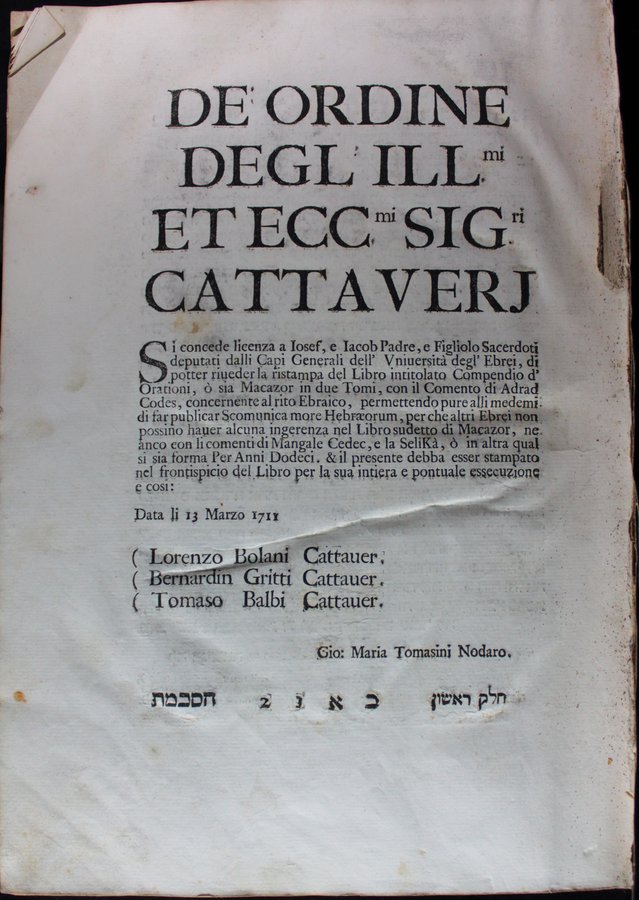 DE' ORDINE
DEGL' ILL.mi
ET ECC.mi SIG.ri
CATTAVERJ
Si concede licenza a Iosef, e Iacob Padre, e Figliolo Sacerdoti
deputati dalli Capi Generali dell' Vniuersità degl' Ebrei, di
potter riueder la ristampa del Libro intitolato Compendio d'
Orationi, ò sia Macazor in due Tomi, con il Comento di Adrad
Codes, concernente al rito Ebraico, permettendo pure alli medemi
di far publicar Scomunica more Hebræorum, per che altri Ebrei non
possino hauer alcuna ingerenza nel Libro sudetto di Macazor, ne
anco con li comenti di Mangale Cedec, e la SeliKà, ò in altra qual
si sia forma Per Anni Dodeci. & il presente debba esser stampato
nel frontispicio del Libro per la sua intiera e pontuale essecuzione
e cosi:
Data li 13 Marzo 1711
( Lorenzo Bolani Cattauer.
( Bernardin Gritti Cattauer.
( Tomaso Balbi Cattauer.
Gio: Maria Tomasini Nodaro.
חלק ראשון כ א 2